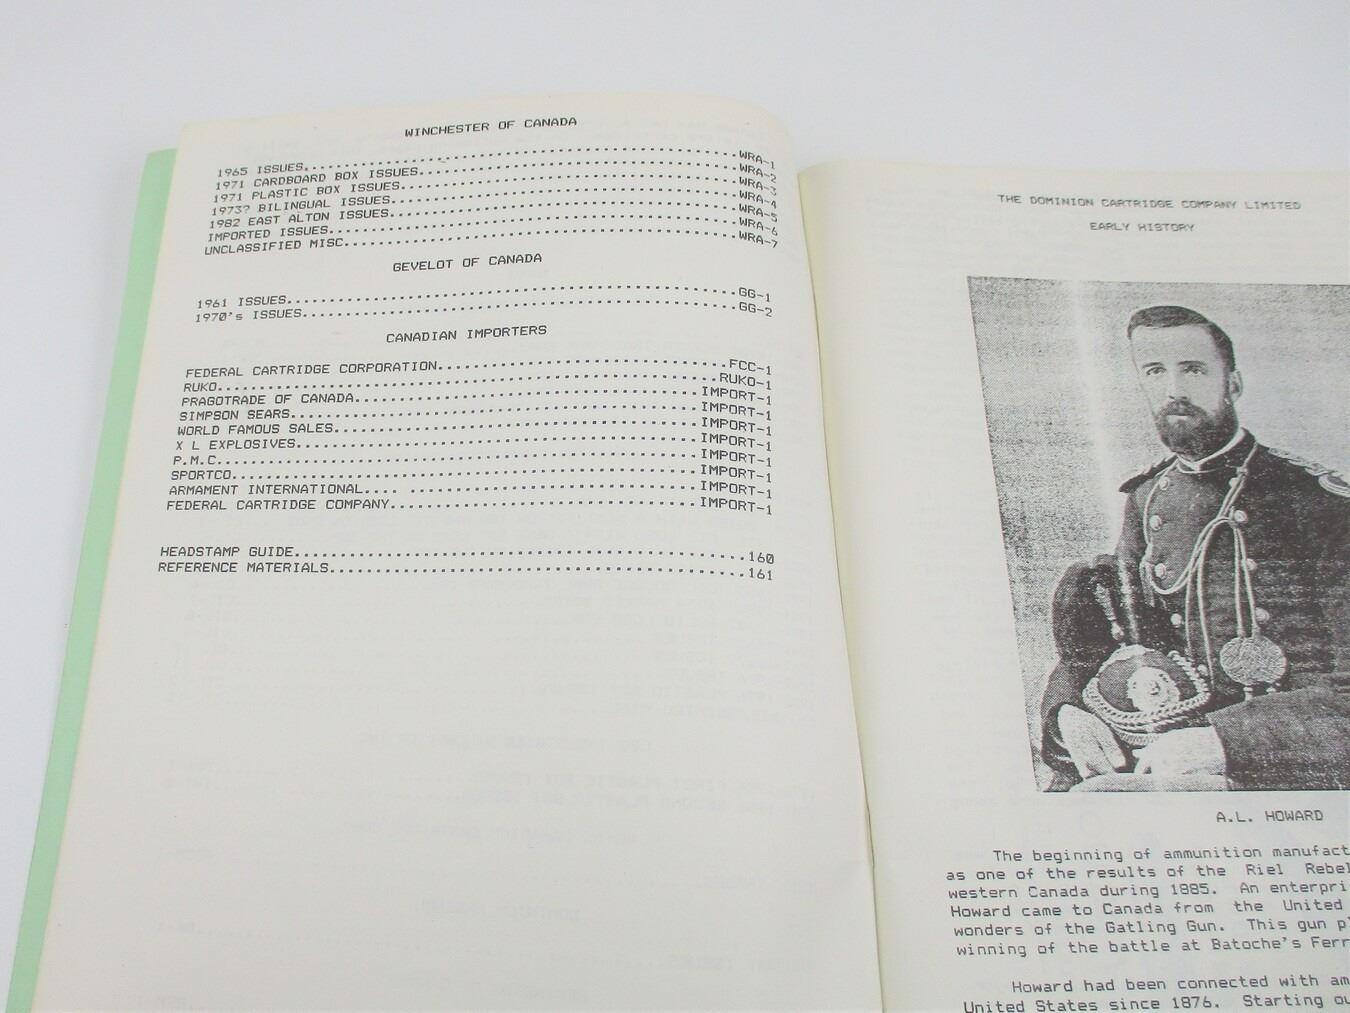 WINCHESTER OF CANADA
1965 ISSUES..........WRA-1
1971 CARDBOARD BOX ISSUES..........WRA-2
1971 PLASTIC BOX ISSUES..........WRA-3
1973? BILINGUAL ISSUES..........WRA-4
1982 EAST ALTON ISSUES..........WRA-5
IMPORTED ISSUES..........WRA-6
UNCLASSIFIED MISC..........WRA-7
GEVELOT OF CANADA
1961 ISSUES..........GG-1
1970's ISSUES..........GG-2
CANADIAN IMPORTERS
FEDERAL CARTRIDGE CORPORATION..........FCC-1
RUKO..........RUKO-1
PRAGOTRADE OF CANADA..........IMPORT-1
SIMPSON SEARS..........IMPORT-1
WORLD FAMOUS SALES..........IMPORT-1
X L EXPLOSIVES..........IMPORT-1
P.M.C..........IMPORT-1
SPORTCO..........IMPORT-1
ARMAMENT INTERNATIONAL.... ..........IMPORT-1
FEDERAL CARTRIDGE COMPANY..........IMPORT-1
HEADSTAMP GUIDE..........160
REFERENCE MATERIALS..........161
THE DOMINION CARTRIDGE COMPANY LIMITED
EARLY HISTORY
A.L. HOWARD
The beginning of ammunition manufact
as one of the results of the Riel Rebel
western Canada during 1885. An enterpri
Howard came to Canada from the United
wonders of the Gatling Gun. This gun pl
winning of the battle at Batoche's Ferr
Howard had been connected with am
United States since 1876. Starting ou